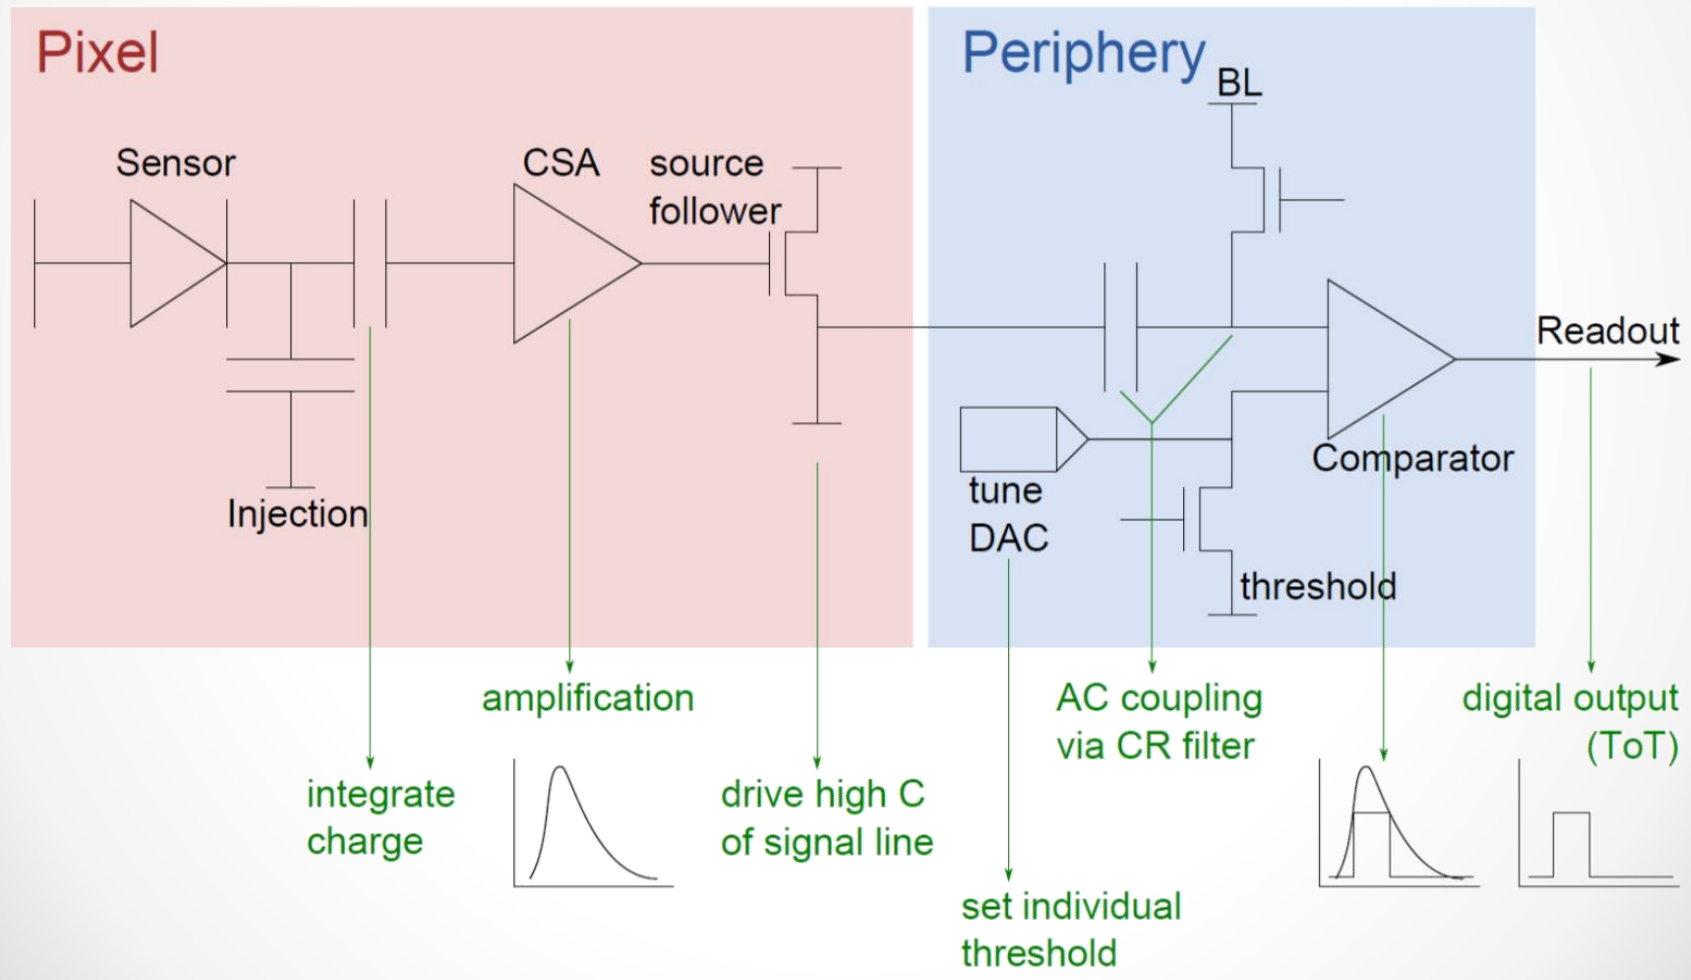 Pixel
Periphery
BL
Sensor
CSA
source
follower
Readout
Comparator
Injection
tune
DAC
threshold
amplification
AC coupling
via CR filter
digital output
(ToT)
integrate
charge
drive high C
of signal line
set individual
threshold